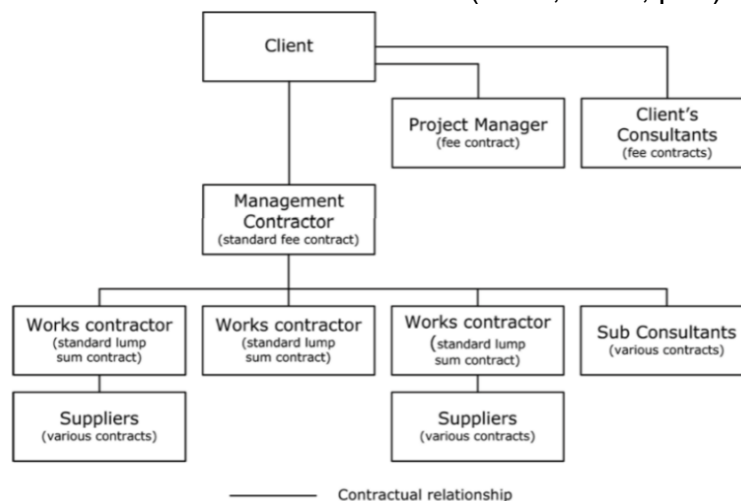 Client
Project Manager
(fee contract)
Client's
Consultants
(fee contracts)
Management
Contractor
(standard fee contract)
Works contractor
(standard lump
sum contract)
Works contractor
(standard lump
sum contract)
Works contractor
(standard lump
sum contract)
Sub Consultants
(various contracts)
Suppliers
(various contracts)
Suppliers
(various contracts)
Contractual relationship